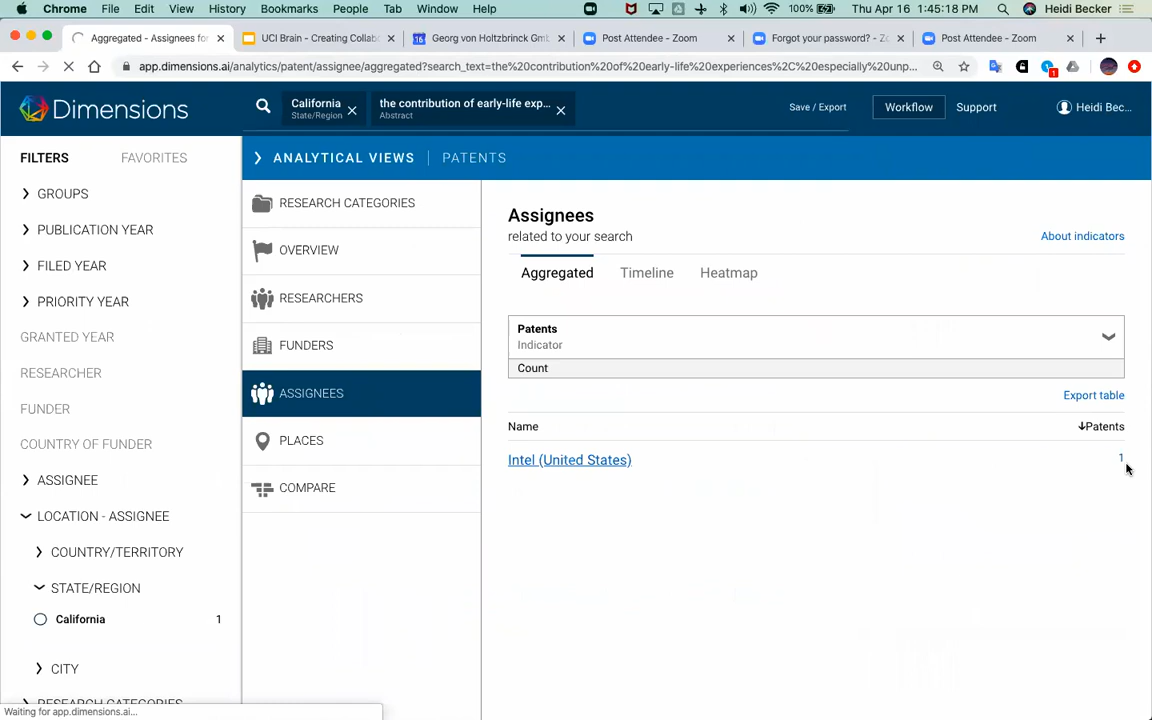 Chrome File Edit View History Bookmarks People Tab Window Help 100% Thu Apr 16 1:45:18 PM Heidi Becker
Aggregated - Assignees for UCI Brain - Creating Collab Georg von Holtzbrinck Gm Post Attendee - Zoom Forgot your password? - Z Post Attendee - Zoom
app.dimensions.ai/analytics/patent/assignee/aggregated?search_text=the%20contribution%20of%20early-life%20experiences%2C%20especially%20unp...
Dimensions
California
State/Region
the contribution of early-life exp...
Abstract
Save / Export
Workflow
Support
Heidi Bec...
FILTERS
FAVORITES
GROUPS
PUBLICATION YEAR
FILED YEAR
PRIORITY YEAR
GRANTED YEAR
RESEARCHER
FUNDER
COUNTRY OF FUNDER
ASSIGNEE
LOCATION - ASSIGNEE
COUNTRY/TERRITORY
STATE/REGION
California 1
CITY
RESEARCH CATEGORIES
Waiting for app.dimensions.ai...
ANALYTICAL VIEWS PATENTS
RESEARCH CATEGORIES
OVERVIEW
RESEARCHERS
FUNDERS
ASSIGNEES
PLACES
COMPARE
Assignees
related to your search
About indicators
Aggregated Timeline Heatmap
Patents
Indicator
Count
Export table
Name Patents
Intel (United States) 1